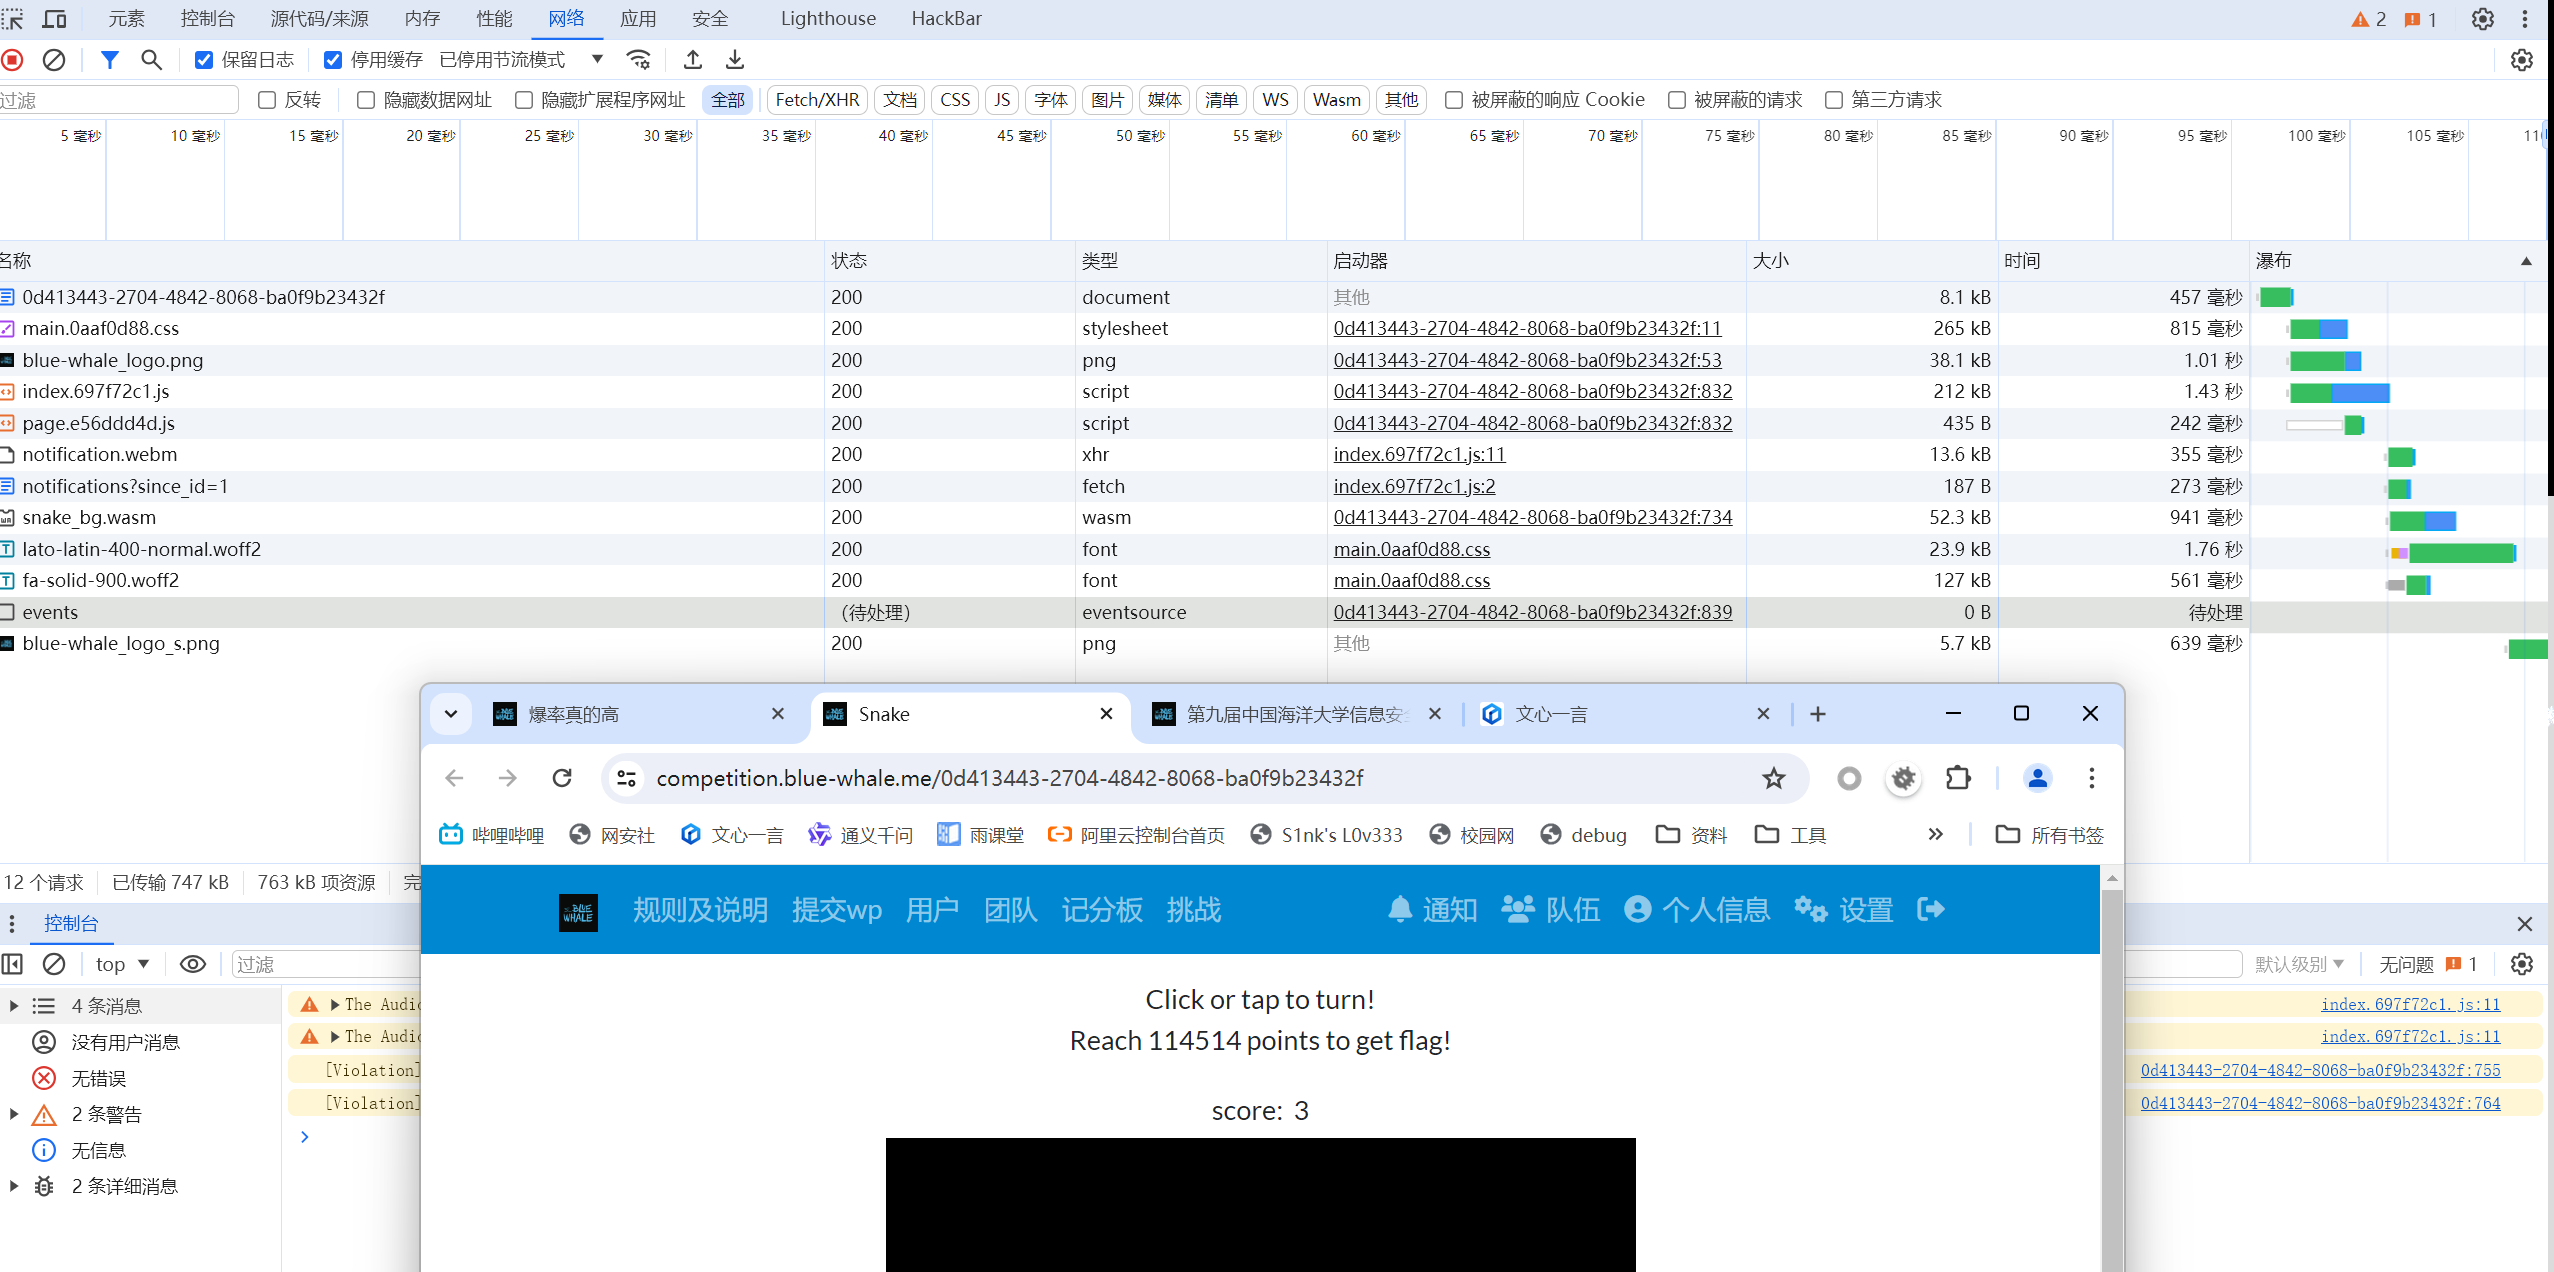 元素 控制台 源代码/来源 内存 性能 网络 应用 安全 Lighthouse HackBar 2 1
保留日志 停用缓存 已停用节流模式
过滤 反转 隐藏数据网址 隐藏扩展程序网址 全部 Fetch/XHR 文档 CSS JS 字体 图片 媒体 清单 WS Wasm 其他 被屏蔽的响应 Cookie 被屏蔽的请求 第三方请求
5 毫秒 10 毫秒 15 毫秒 20 毫秒 25 毫秒 30 毫秒 35 毫秒 40 毫秒 45 毫秒 50 毫秒 55 毫秒 60 毫秒 65 毫秒 70 毫秒 75 毫秒 80 毫秒 85 毫秒 90 毫秒 95 毫秒 100 毫秒 105 毫秒 110
名称 状态 类型 启动器 大小 时间 瀑布
0d413443-2704-4842-8068-ba0f9b23432f 200 document 其他 8.1 kB 457 毫秒
main.0aaf0d88.css 200 stylesheet 0d413443-2704-4842-8068-ba0f9b23432f:11 265 kB 815 毫秒
blue-whale_logo.png 200 png 0d413443-2704-4842-8068-ba0f9b23432f:53 38.1 kB 1.01 秒
index.697f72c1.js 200 script 0d413443-2704-4842-8068-ba0f9b23432f:832 212 kB 1.43 秒
page.e56ddd4d.js 200 script 0d413443-2704-4842-8068-ba0f9b23432f:832 435 B 242 毫秒
notification.webm 200 xhr index.697f72c1.js:11 13.6 kB 355 毫秒
notifications?since_id=1 200 fetch index.697f72c1.js:2 187 B 273 毫秒
snake_bg.wasm 200 wasm 0d413443-2704-4842-8068-ba0f9b23432f:734 52.3 kB 941 毫秒
lato-latin-400-normal.woff2 200 font main.0aaf0d88.css 23.9 kB 1.76 秒
fa-solid-900.woff2 200 font main.0aaf0d88.css 127 kB 561 毫秒
events （待处理） eventsource 0d413443-2704-4842-8068-ba0f9b23432f:839 0 B 待处理
blue-whale_logo_s.png 200 png 其他 5.7 kB 639 毫秒
爆率真的高 Snake 第九届中国海洋大学信息安 文心一言
competition.blue-whale.me/0d413443-2704-4842-8068-ba0f9b23432f
哔哩哔哩 网安社 文心一言 通义千问 雨课堂 阿里云控制台首页 S1nk's L0v333 校园网 debug 资料 工具 所有书签
12 个请求 已传输 747 kB 763 kB 项资源 完
BLUE WHALE 规则及说明 提交wp 用户 团队 记分板 挑战 通知 队伍 个人信息 设置
控制台
top 过滤 默认级别 无问题 1
Click or tap to turn!
Reach 114514 points to get flag!
score: 3
4 条消息
没有用户消息
无错误
2 条警告
无信息
2 条详细消息
The Audi index.697f72c1.js:11
The Audi index.697f72c1.js:11
[Violation] 0d413443-2704-4842-8068-ba0f9b23432f:755
[Violation] 0d413443-2704-4842-8068-ba0f9b23432f:764